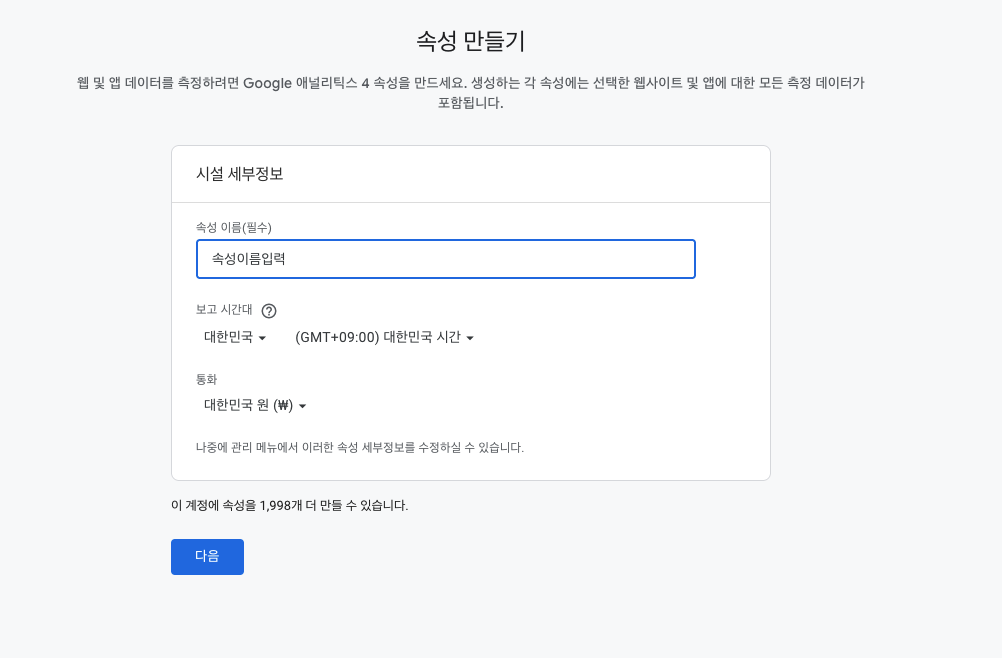 속성 만들기
웹 및 앱 데이터를 측정하려면 Google 애널리틱스 4 속성을 만드세요. 생성하는 각 속성에는 선택한 웹사이트 및 앱에 대한 모든 측정 데이터가
포함됩니다.
시설 세부정보
속성 이름(필수)
속성이름입력
보고 시간대 ?
대한민국 (GMT+09:00) 대한민국 시간
통화
대한민국 원 (₩)
나중에 관리 메뉴에서 이러한 속성 세부정보를 수정하실 수 있습니다.
이 계정에 속성을 1,998개 더 만들 수 있습니다.
다음